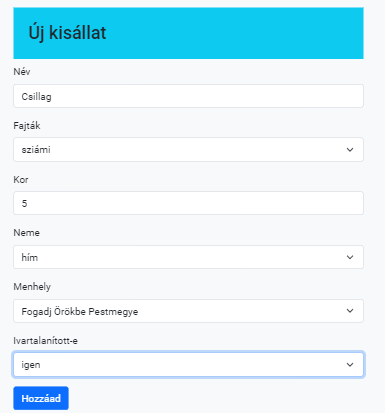 Új kisállat
Név
Csillag
Fajták
sziámi
Kor
5
Neme
hím
Menhely
Fogadj Örökbe Pestmegye
Ivartalanított-e
igen
Hozzáad